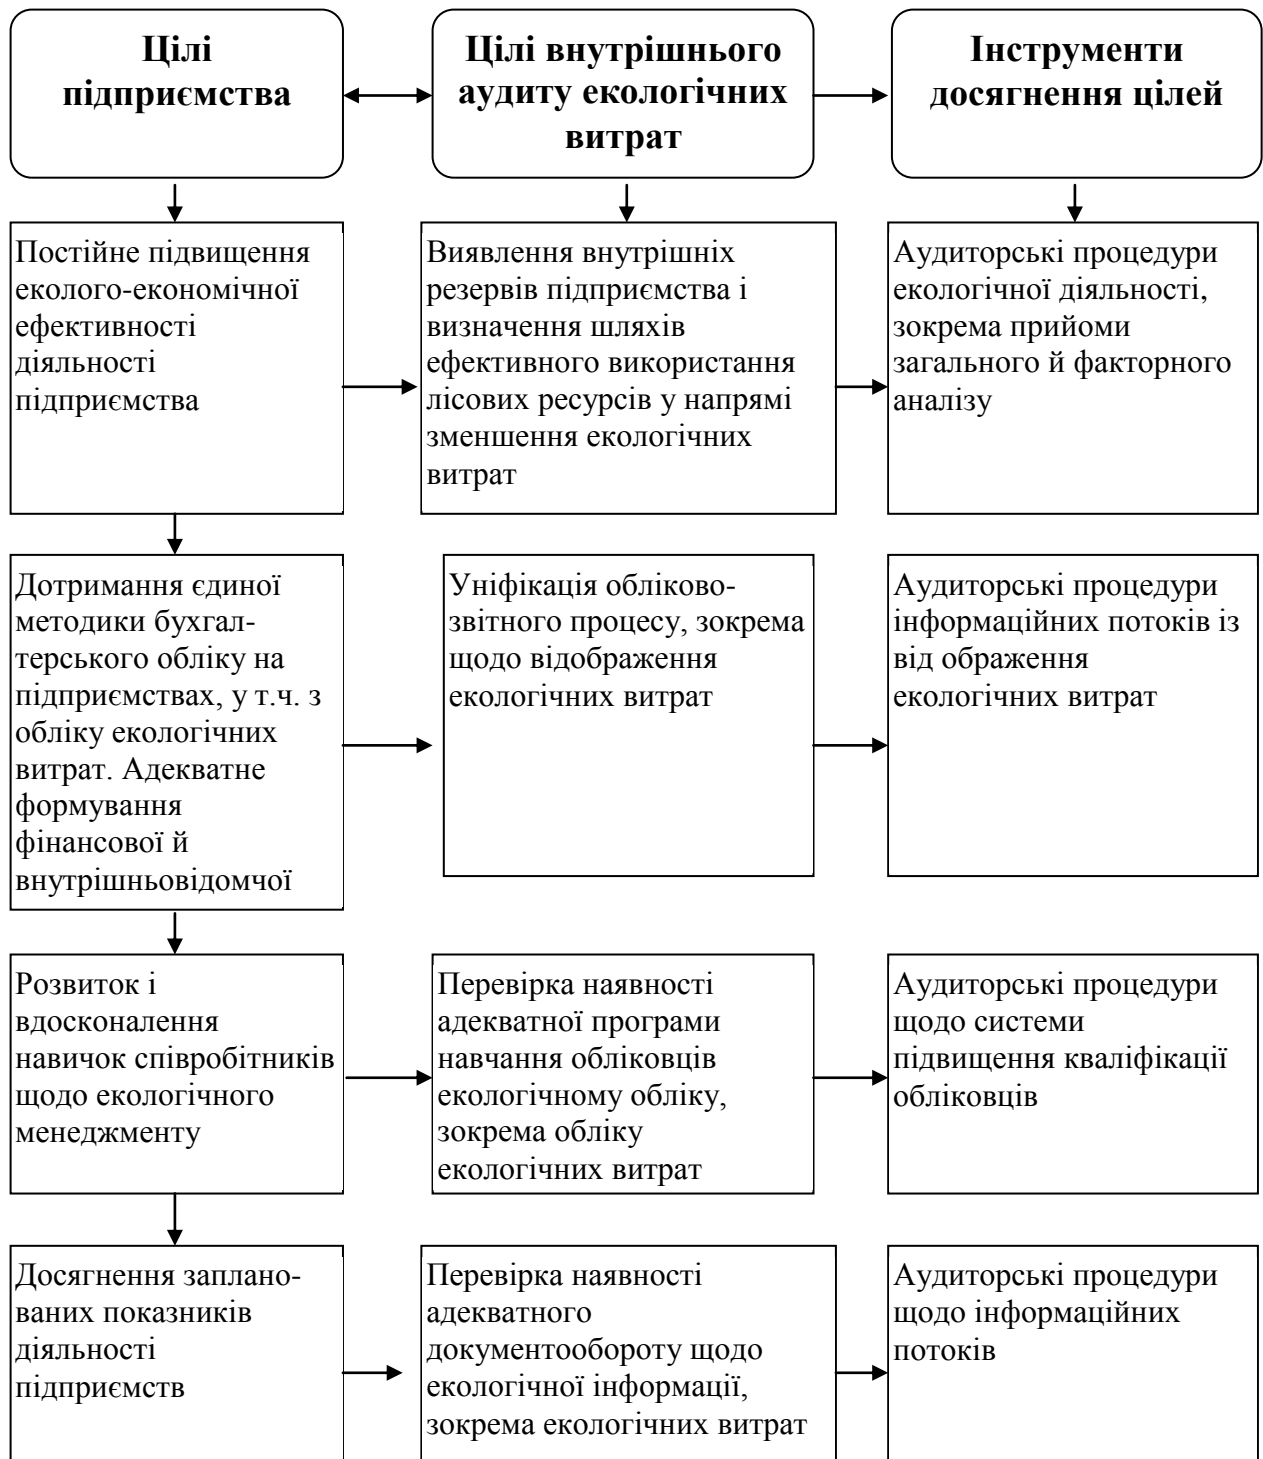 Цілі
підприємства
Цілі внутрішнього
аудиту екологічних
витрат
Інструменти
досягнення цілей
Постійне підвищення
еколого-економічної
ефективності
діяльності
підприємства
Виявлення внутрішніх
резервів підприємства і
визначення шляхів
ефективного використання
лісових ресурсів у напрямі
зменшення екологічних
витрат
Аудиторські процедури
екологічної діяльності,
зокрема прийоми
загального й факторного
аналізу
Дотримання єдиної
методики бухгал-
терського обліку на
підприємствах, у т.ч. з
обліку екологічних
витрат. Адекватне
формування
фінансової й
внутрішньовідомчої
Уніфікація обліково-
звітного процесу, зокрема
щодо відображення
екологічних витрат
Аудиторські процедури
інформаційних потоків із
від ображення
екологічних витрат
Розвиток і
вдосконалення
навичок співробітників
щодо екологічного
менеджменту
Перевірка наявності
адекватної програми
навчання обліковців
екологічному обліку,
зокрема обліку
екологічних витрат
Аудиторські процедури
щодо системи
підвищення кваліфікації
обліковців
Досягнення заплано-
ваних показників
діяльності
підприємств
Перевірка наявності
адекватного
документообороту щодо
екологічної інформації,
зокрема екологічних витрат
Аудиторські процедури
щодо інформаційних
потоків